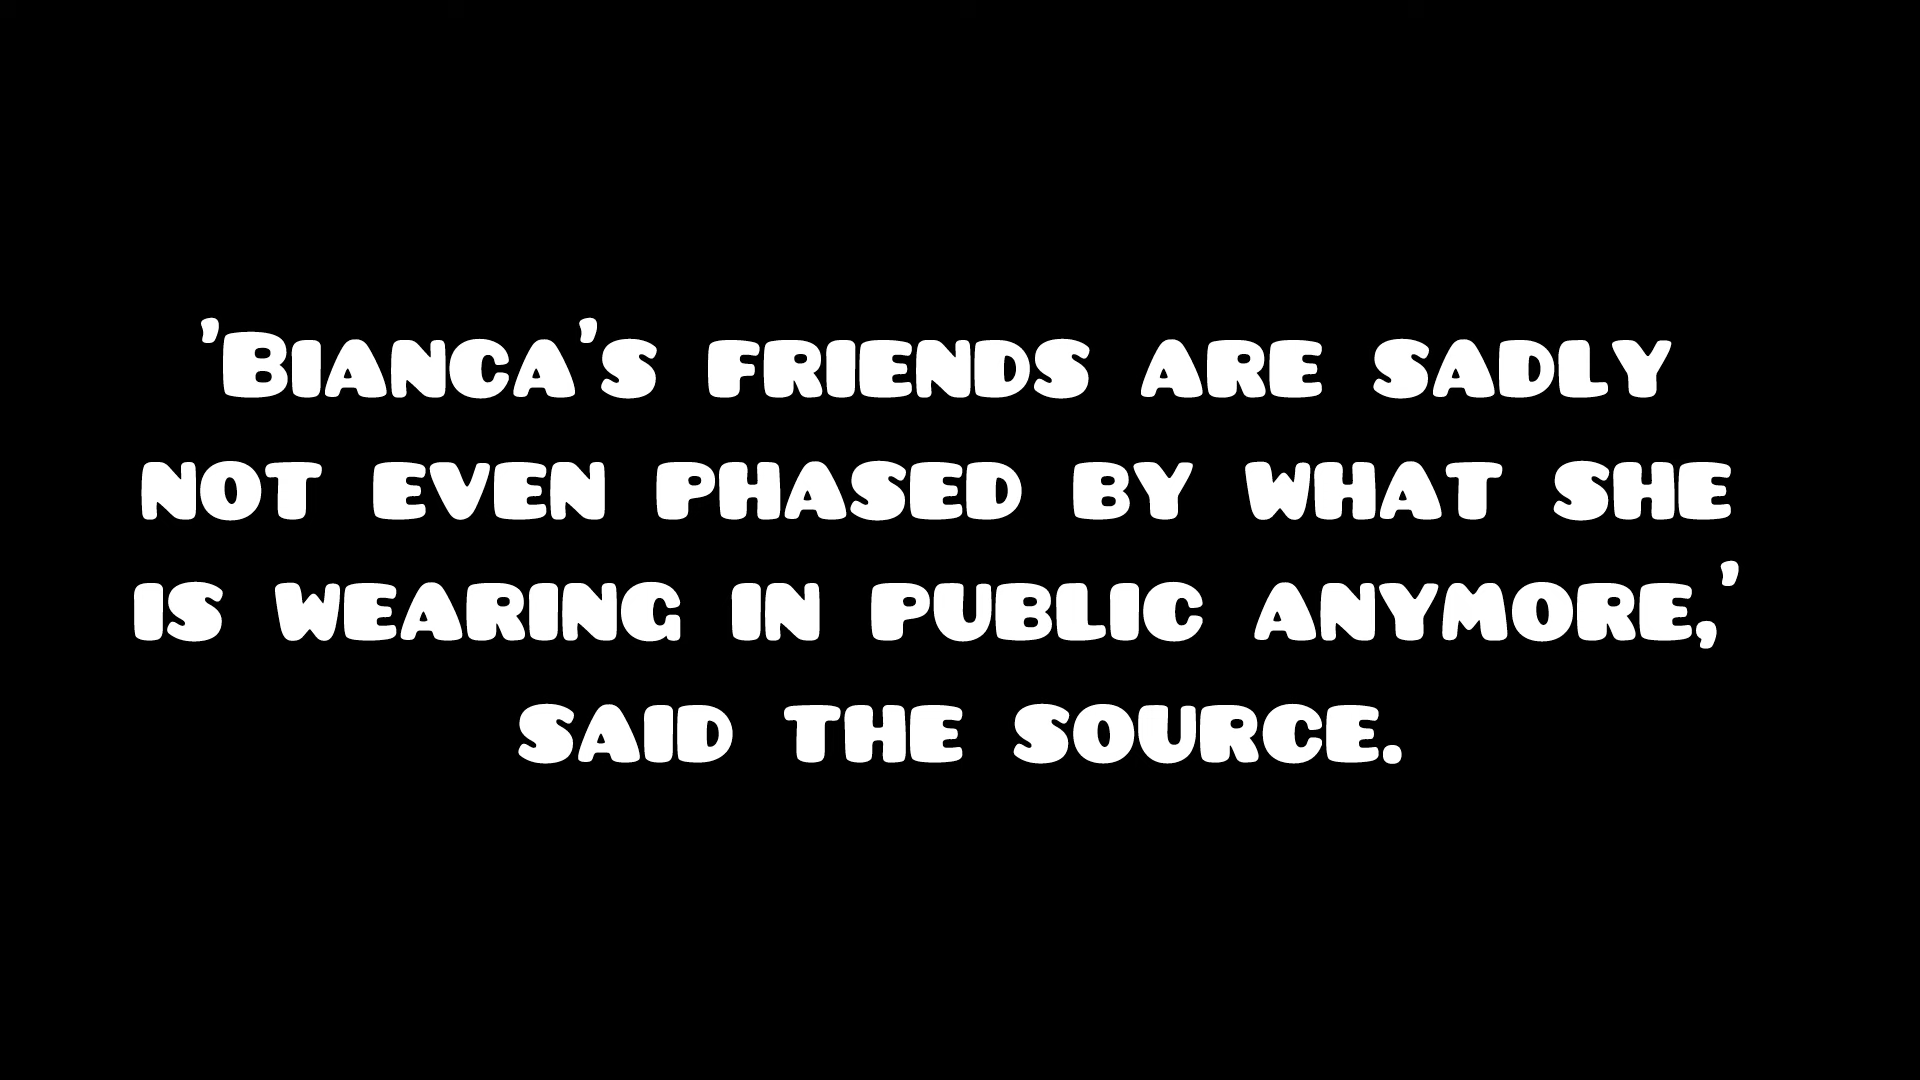 'Bianca's friends are sadly
not even phased by what she
is wearing in public anymore,'
said the source.